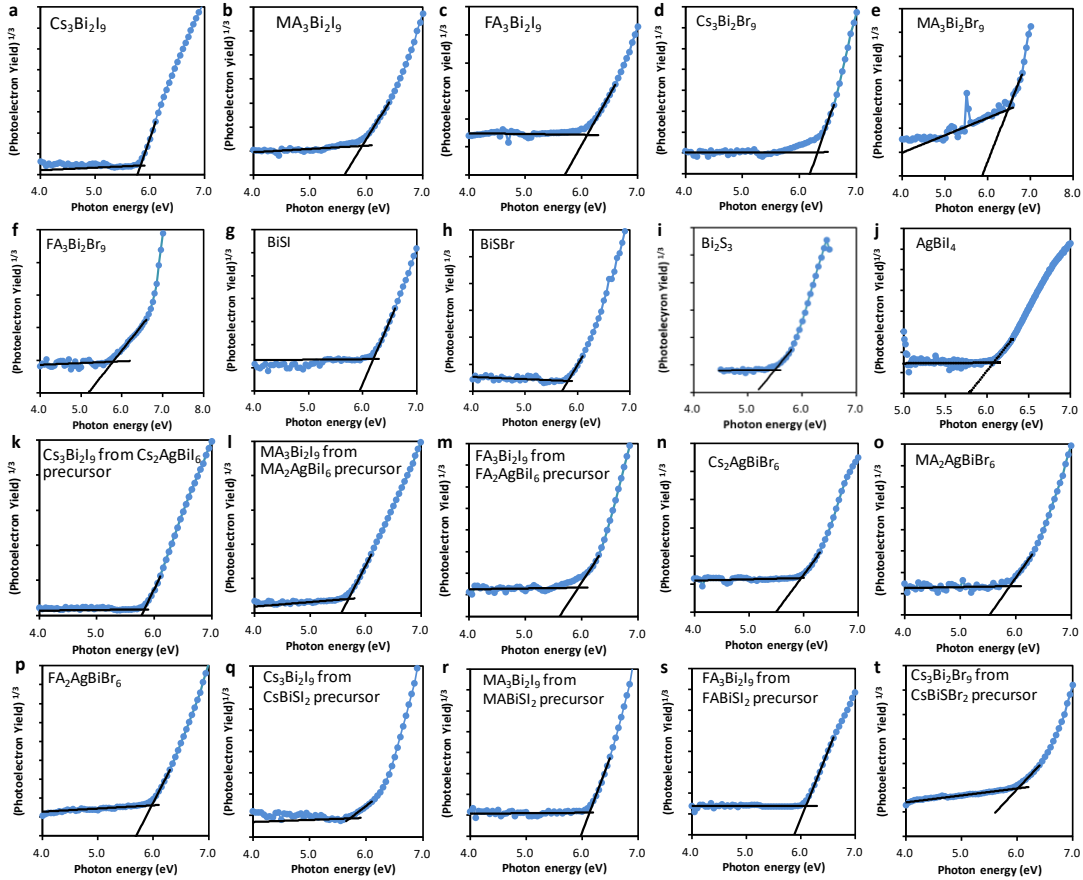 a
Cs₃Bi₂I₉
(Photoelectron Yield) 1/3
4.0 5.0 6.0 7.0
Photon energy (eV)
b
MA₃Bi₂I₉
(Photoelectron Yield) 1/3
4.0 5.0 6.0 7.0
Photon energy (eV)
c
FA₃Bi₂I₉
(Photoelectron Yield) 1/3
4.0 5.0 6.0 7.0
Photon energy (eV)
d
Cs₃Bi₂Br₉
(Photoelectron Yield) 1/3
4.0 5.0 6.0 7.0
Photon energy (eV)
e
MA₃Bi₂Br₉
(Photoelectron Yield) 1/3
4.0 5.0 6.0 7.0 8.0
Photon energy (eV)
f
FA₃Bi₂Br₉
(Photoelectron Yield) 1/3
4.0 5.0 6.0 7.0 8.0
Photon energy (eV)
g
BiSI
(Photoelectron Yield) 1/3
4.0 5.0 6.0 7.0
Photon energy (eV)
h
BiSBr
(Photoelectron Yield) 1/3
4.0 5.0 6.0 7.0
Photon energy (eV)
i
Bi₂S₃
(Photoelecyron Yield) 1/3
4.0 4.5 5.0 5.5 6.0 6.5 7.0
Photon energy (eV)
j
AgBiI₄
(Photoelectron Yield)1/3
5.0 5.5 6.0 6.5 7.0
Photon energy (eV)
k
Cs₃Bi₂I₉ from Cs₂AgBiI₆
precursor
(Photoelectron Yield) 1/3
4.0 5.0 6.0 7.0
Photon energy (eV)
l
MA₃Bi₂I₉ from
MA₂AgBiI₆ precursor
(Photoelectron Yield) 1/3
4.0 5.0 6.0 7.0
Photon energy (eV)
m
FA₃Bi₂I₉ from
FA₂AgBiI₆ precursor
(Photoelectron Yield) 1/3
4.0 5.0 6.0 7.0
Photon energy (eV)
n
Cs₂AgBiBr₆
(Photoelectron Yield) 1/3
4.0 5.0 6.0 7.0
Photon energy (eV)
o
MA₂AgBiBr₆
(Photoelectron Yield) 1/3
4.0 5.0 6.0 7.0
Photon energy (eV)
p
FA₂AgBiBr₆
(Photoelectron Yield)1/3
4.0 5.0 6.0 7.0
Photon energy (eV)
q
Cs₃Bi₂I₉ from
CsBiSI₂ precursor
(Photoelectron Yield)1/3
4.0 5.0 6.0 7.0
Photon energy (eV)
r
MA₃Bi₂I₉ from
MABiSI₂ precursor
(Photoelectron Yield)1/3
4.0 5.0 6.0 7.0
Photon energy (eV)
s
FA₃Bi₂I₉ from
FABiSI₂ precursor
(Photoelectron Yield)1/3
4.0 5.0 6.0 7.0
Photon energy (eV)
t
Cs₃Bi₂Br₉ from
CsBiSBr₂ precursor
(Photoelectron Yield)1/3
4.0 5.0 6.0 7.0
Photon energy (eV)